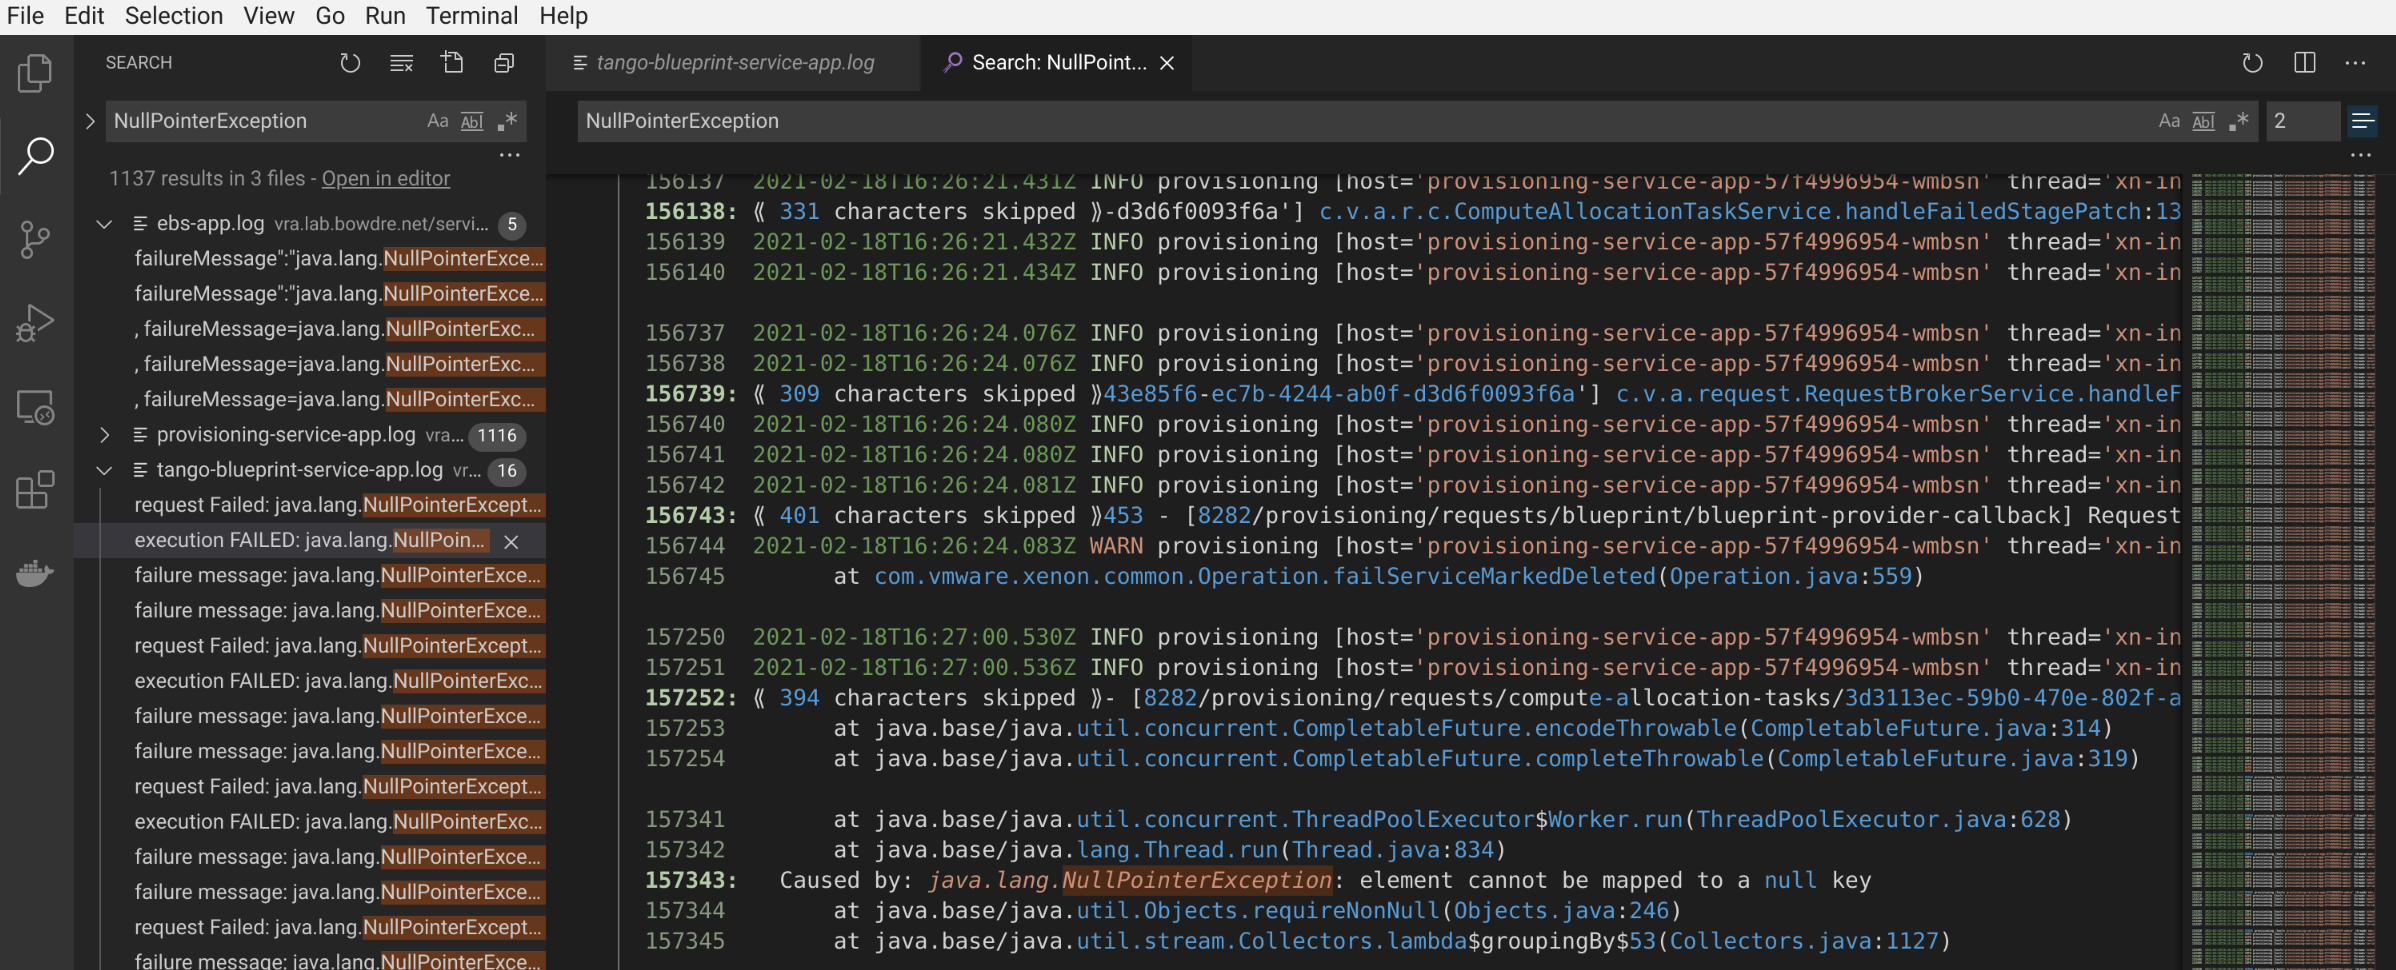 File Edit Selection View Go Run Terminal Help
SEARCH
NullPointerException Aa Abl .*
...
1137 results in 3 files - Open in editor
ebs-app.log vra.lab.bowdre.net/servi... 5
failureMessage":"java.lang.NullPointerExce...
failureMessage":"java.lang.NullPointerExce...
, failureMessage=java.lang.NullPointerExc...
, failureMessage=java.lang.NullPointerExc...
, failureMessage=java.lang.NullPointerExc...
provisioning-service-app.log vra... 1116
tango-blueprint-service-app.log vr... 16
request Failed: java.lang.NullPointerExcept...
execution FAILED: java.lang.NullPoin...
failure message: java.lang.NullPointerExce...
failure message: java.lang.NullPointerExce...
request Failed: java.lang.NullPointerExcept...
execution FAILED: java.lang.NullPointerExc...
failure message: java.lang.NullPointerExce...
failure message: java.lang.NullPointerExce...
request Failed: java.lang.NullPointerExcept...
execution FAILED: java.lang.NullPointerExc...
failure message: java.lang.NullPointerExce...
failure message: java.lang.NullPointerExce...
request Failed: java.lang.NullPointerExcept...
failure message: java.lang.NullPointerExce...
tango-blueprint-service-app.log
Search: NullPoint...
NullPointerException Aa Abl .* 2
...
156137 2021-02-18T16:26:21.431Z INFO provisioning [host='provisioning-service-app-57f4996954-wmbsn' thread='xn-in
156138: ⟪ 331 characters skipped ⟫-d3d6f0093f6a'] c.v.a.r.c.ComputeAllocationTaskService.handleFailedStagePatch:13
156139 2021-02-18T16:26:21.432Z INFO provisioning [host='provisioning-service-app-57f4996954-wmbsn' thread='xn-in
156140 2021-02-18T16:26:21.434Z INFO provisioning [host='provisioning-service-app-57f4996954-wmbsn' thread='xn-in
156737 2021-02-18T16:26:24.076Z INFO provisioning [host='provisioning-service-app-57f4996954-wmbsn' thread='xn-in
156738 2021-02-18T16:26:24.076Z INFO provisioning [host='provisioning-service-app-57f4996954-wmbsn' thread='xn-in
156739: ⟪ 309 characters skipped ⟫43e85f6-ec7b-4244-ab0f-d3d6f0093f6a'] c.v.a.request.RequestBrokerService.handleF
156740 2021-02-18T16:26:24.080Z INFO provisioning [host='provisioning-service-app-57f4996954-wmbsn' thread='xn-in
156741 2021-02-18T16:26:24.080Z INFO provisioning [host='provisioning-service-app-57f4996954-wmbsn' thread='xn-in
156742 2021-02-18T16:26:24.081Z INFO provisioning [host='provisioning-service-app-57f4996954-wmbsn' thread='xn-in
156743: ⟪ 401 characters skipped ⟫453 - [8282/provisioning/requests/blueprint/blueprint-provider-callback] Request
156744 2021-02-18T16:26:24.083Z WARN provisioning [host='provisioning-service-app-57f4996954-wmbsn' thread='xn-in
156745 at com.vmware.xenon.common.Operation.failServiceMarkedDeleted(Operation.java:559)
157250 2021-02-18T16:27:00.530Z INFO provisioning [host='provisioning-service-app-57f4996954-wmbsn' thread='xn-in
157251 2021-02-18T16:27:00.536Z INFO provisioning [host='provisioning-service-app-57f4996954-wmbsn' thread='xn-in
157252: ⟪ 394 characters skipped ⟫- [8282/provisioning/requests/compute-allocation-tasks/3d3113ec-59b0-470e-802f-a
157253 at java.base/java.util.concurrent.CompletableFuture.encodeThrowable(CompletableFuture.java:314)
157254 at java.base/java.util.concurrent.CompletableFuture.completeThrowable(CompletableFuture.java:319)
157341 at java.base/java.util.concurrent.ThreadPoolExecutor$Worker.run(ThreadPoolExecutor.java:628)
157342 at java.base/java.lang.Thread.run(Thread.java:834)
157343: Caused by: java.lang.NullPointerException: element cannot be mapped to a null key
157344 at java.base/java.util.Objects.requireNonNull(Objects.java:246)
157345 at java.base/java.util.stream.Collectors.lambda$groupingBy$53(Collectors.java:1127)